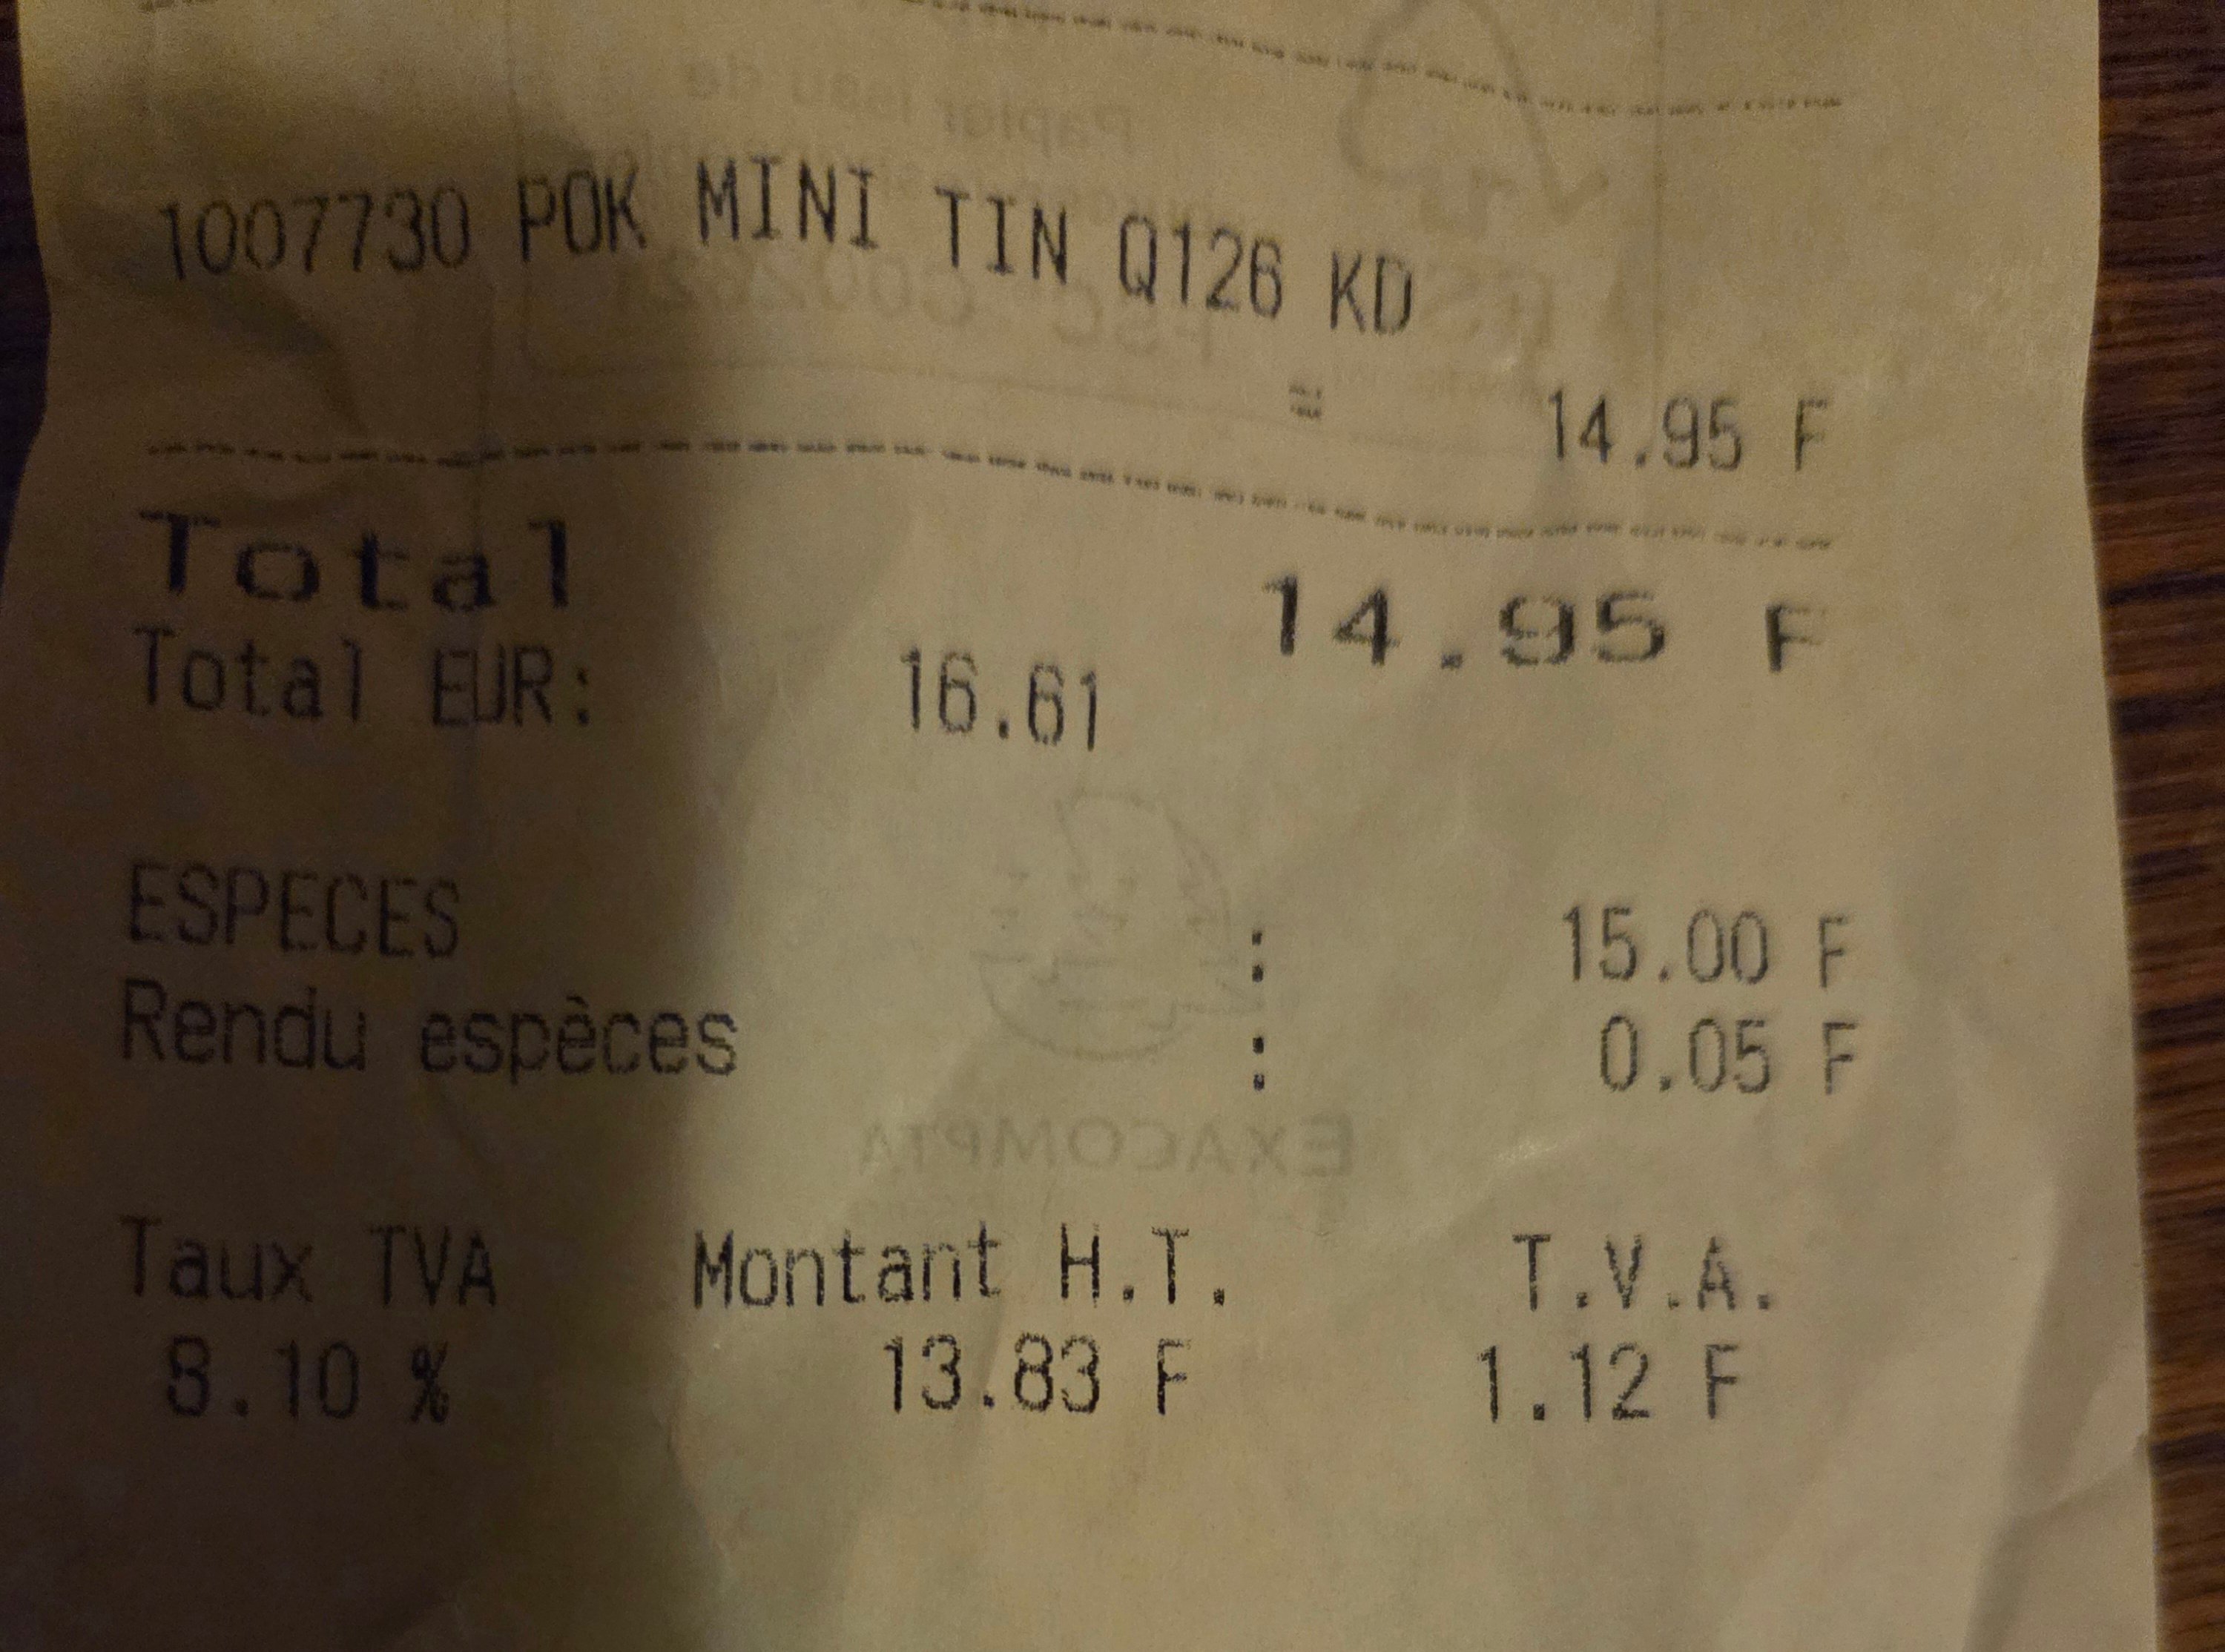 1007730 POK MINI TIN Q126 KD
= 14.95 F
Total 14.95 F
Total EUR: 16.61
ESPECES : 15.00 F
Rendu espèces : 0.05 F
EXACOMPTA
Taux TVA Montant H.T. T.V.A.
8.10 % 13.83 F 1.12 F